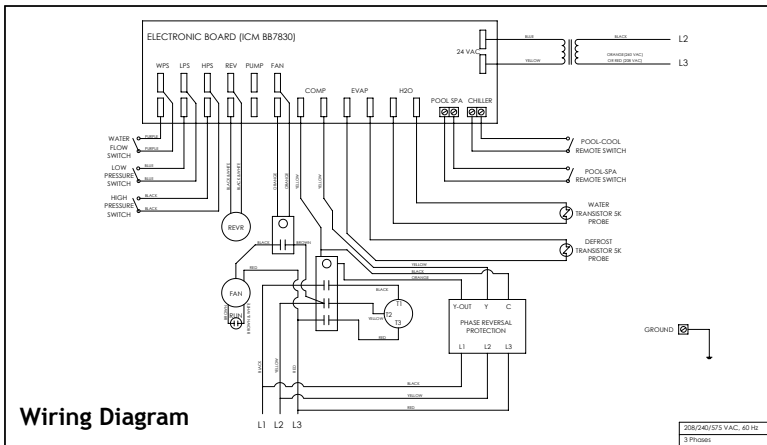 ELECTRONIC BOARD (ICM BB7830)
WPS LPS HPS REV PUMP FAN
COMP EVAP H2O
24 VAC
POOL SPA CHILLER
BLUE
YELLOW
BLACK
L2
ORANGE(240 VAC)
L3
WATER
FLOW
SWITCH
PURPLE
PURPLE
LOW
PRESSURE
SWITCH
BLUE
BLUE
HIGH
PRESSURE
SWITCH
BLACK
BLACK
BLACK & WHITE
BLACK & WHITE
ORANGE
ORANGE
YELLOW
YELLOW
POOL-COOL
REMOTE SWITCH
POOL-SPA
REMOTE SWITCH
WATER
TRANSISTOR 5K
PROBE
DEFROST
TRANSISTOR 5K
PROBE
REVR
BLACK
BROWN
RED
FAN
RUN
BROWN
BROWN & WHITE
YELLOW
BLACK
ORANGE
BLACK
T1
T2
T3
YELLOW
RED
Y-OUT Y C
PHASE REVERSAL
PROTECTION
L1 L2 L3
GROUND
BLACK
YELLOW
RED
BLACK
YELLOW
RED
L1 L2 L3
Wiring Diagram
208/240/575 VAC, 60 Hz
3 Phases